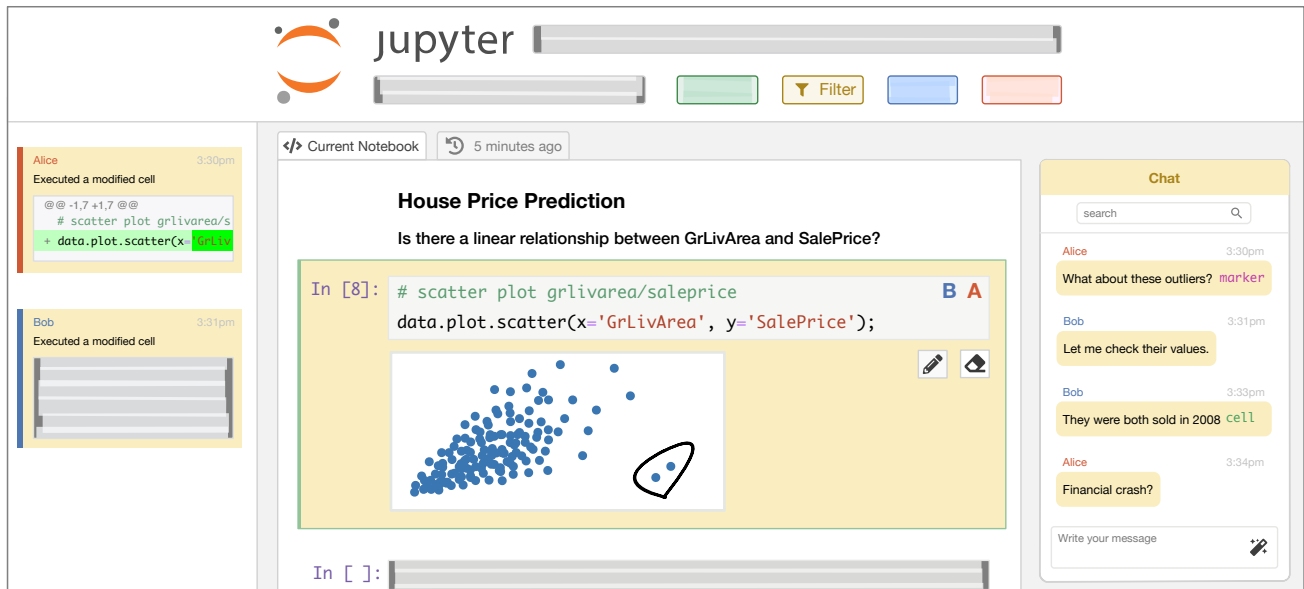 jupyter
Filter
Alice 3:30pm
Executed a modified cell
@@ -1,7 +1,7 @@
# scatter plot grlivarea/s
+ data.plot.scatter(x='GrLiv
Bob 3:31pm
Executed a modified cell
</> Current Notebook
5 minutes ago
House Price Prediction
Is there a linear relationship between GrLivArea and SalePrice?
In [8]:
# scatter plot grlivarea/saleprice
B A
data.plot.scatter(x='GrLivArea', y='SalePrice');
In [ ]:
Chat
search
Alice 3:30pm
What about these outliers? marker
Bob 3:31pm
Let me check their values.
Bob 3:33pm
They were both sold in 2008 cell
Alice 3:34pm
Financial crash?
Write your message